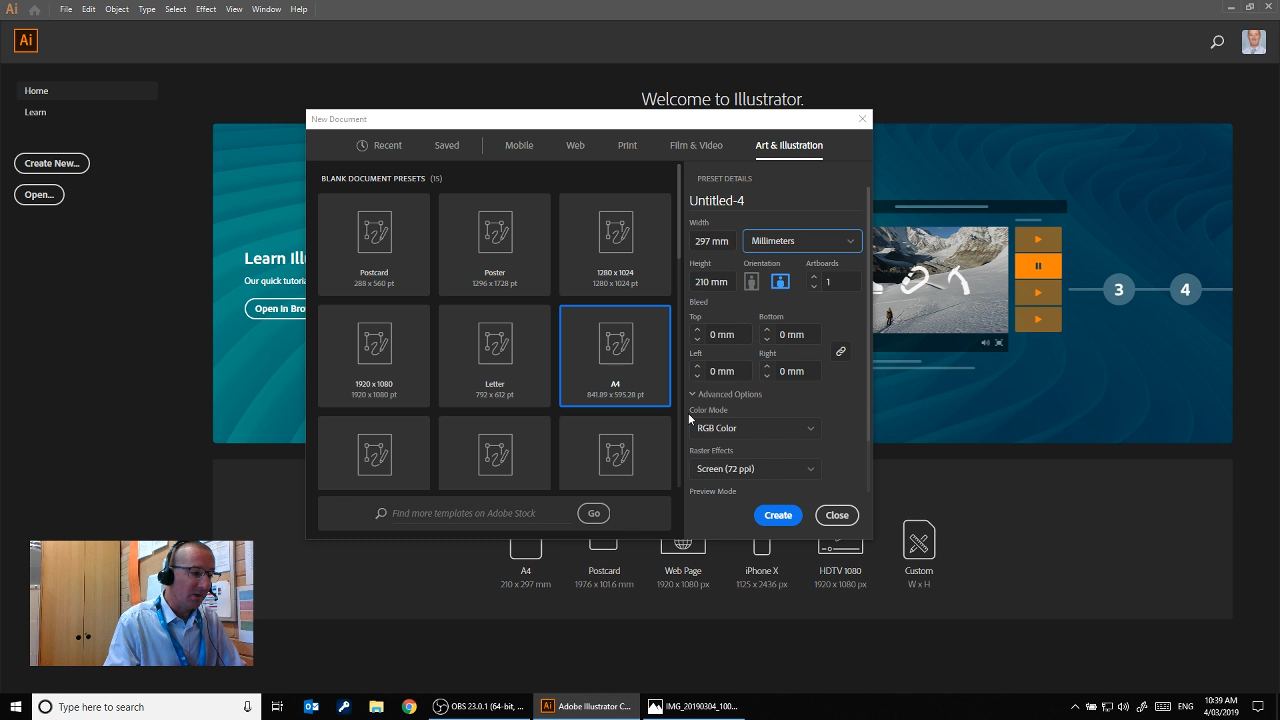 Ai File Edit Object Type Select Effect View Window Help
Ai
Home
Learn
Create New...
Open...
Welcome to Illustrator.
New Document
Recent Saved Mobile Web Print Film & Video Art & Illustration
BLANK DOCUMENT PRESETS (15)
Postcard
288 x 560 pt
Poster
1296 x 1728 pt
1280 x 1024
1280 x 1024 pt
1920 x 1080
1920 x 1080 pt
Letter
792 x 612 pt
A4
841.89 x 595.28 pt
Find more templates on Adobe Stock
Go
PRESET DETAILS
Untitled-4
Width
297 mm Millimeters
Height Orientation Artboards
210 mm 1
Bleed
Top Bottom
0 mm 0 mm
Left Right
0 mm 0 mm
Advanced Options
Color Mode
RGB Color
Raster Effects
Screen (72 ppi)
Preview Mode
Create Close
Learn Ill
Our quick tutoria
Open in Bro
3 4
A4
210 x 297 mm
Postcard
197.6 x 101.6 mm
Web Page
1920 x 1080 px
iPhone X
1125 x 2436 px
HDTV 1080
1920 x 1080 px
Custom
W x H
Type here to search
OBS 23.0.1 (64-bit, ...
Ai Adobe Illustrator C...
IMG_20190304_100...
ENG
10:39 AM
4/03/2019